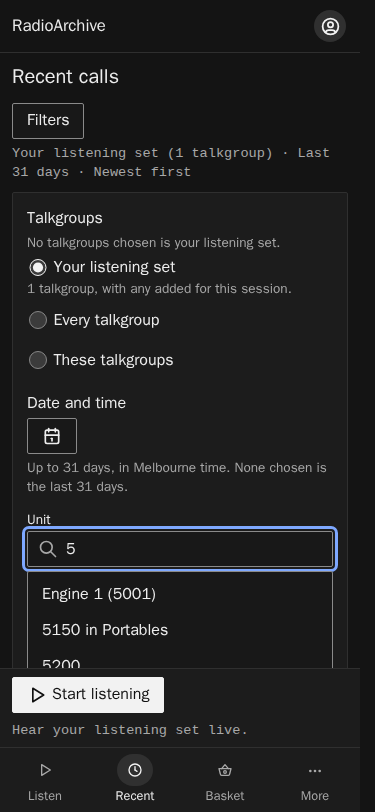 RadioArchive
Recent calls
Filters
Your listening set (1 talkgroup) · Last
31 days · Newest first
Talkgroups
No talkgroups chosen is your listening set.
Your listening set
1 talkgroup, with any added for this session.
Every talkgroup
These talkgroups
Date and time
Up to 31 days, in Melbourne time. None chosen is
the last 31 days.
Unit
5
Engine 1 (5001)
5150 in Portables
5200
Start listening
Hear your listening set live.
Listen
Recent
Basket
More